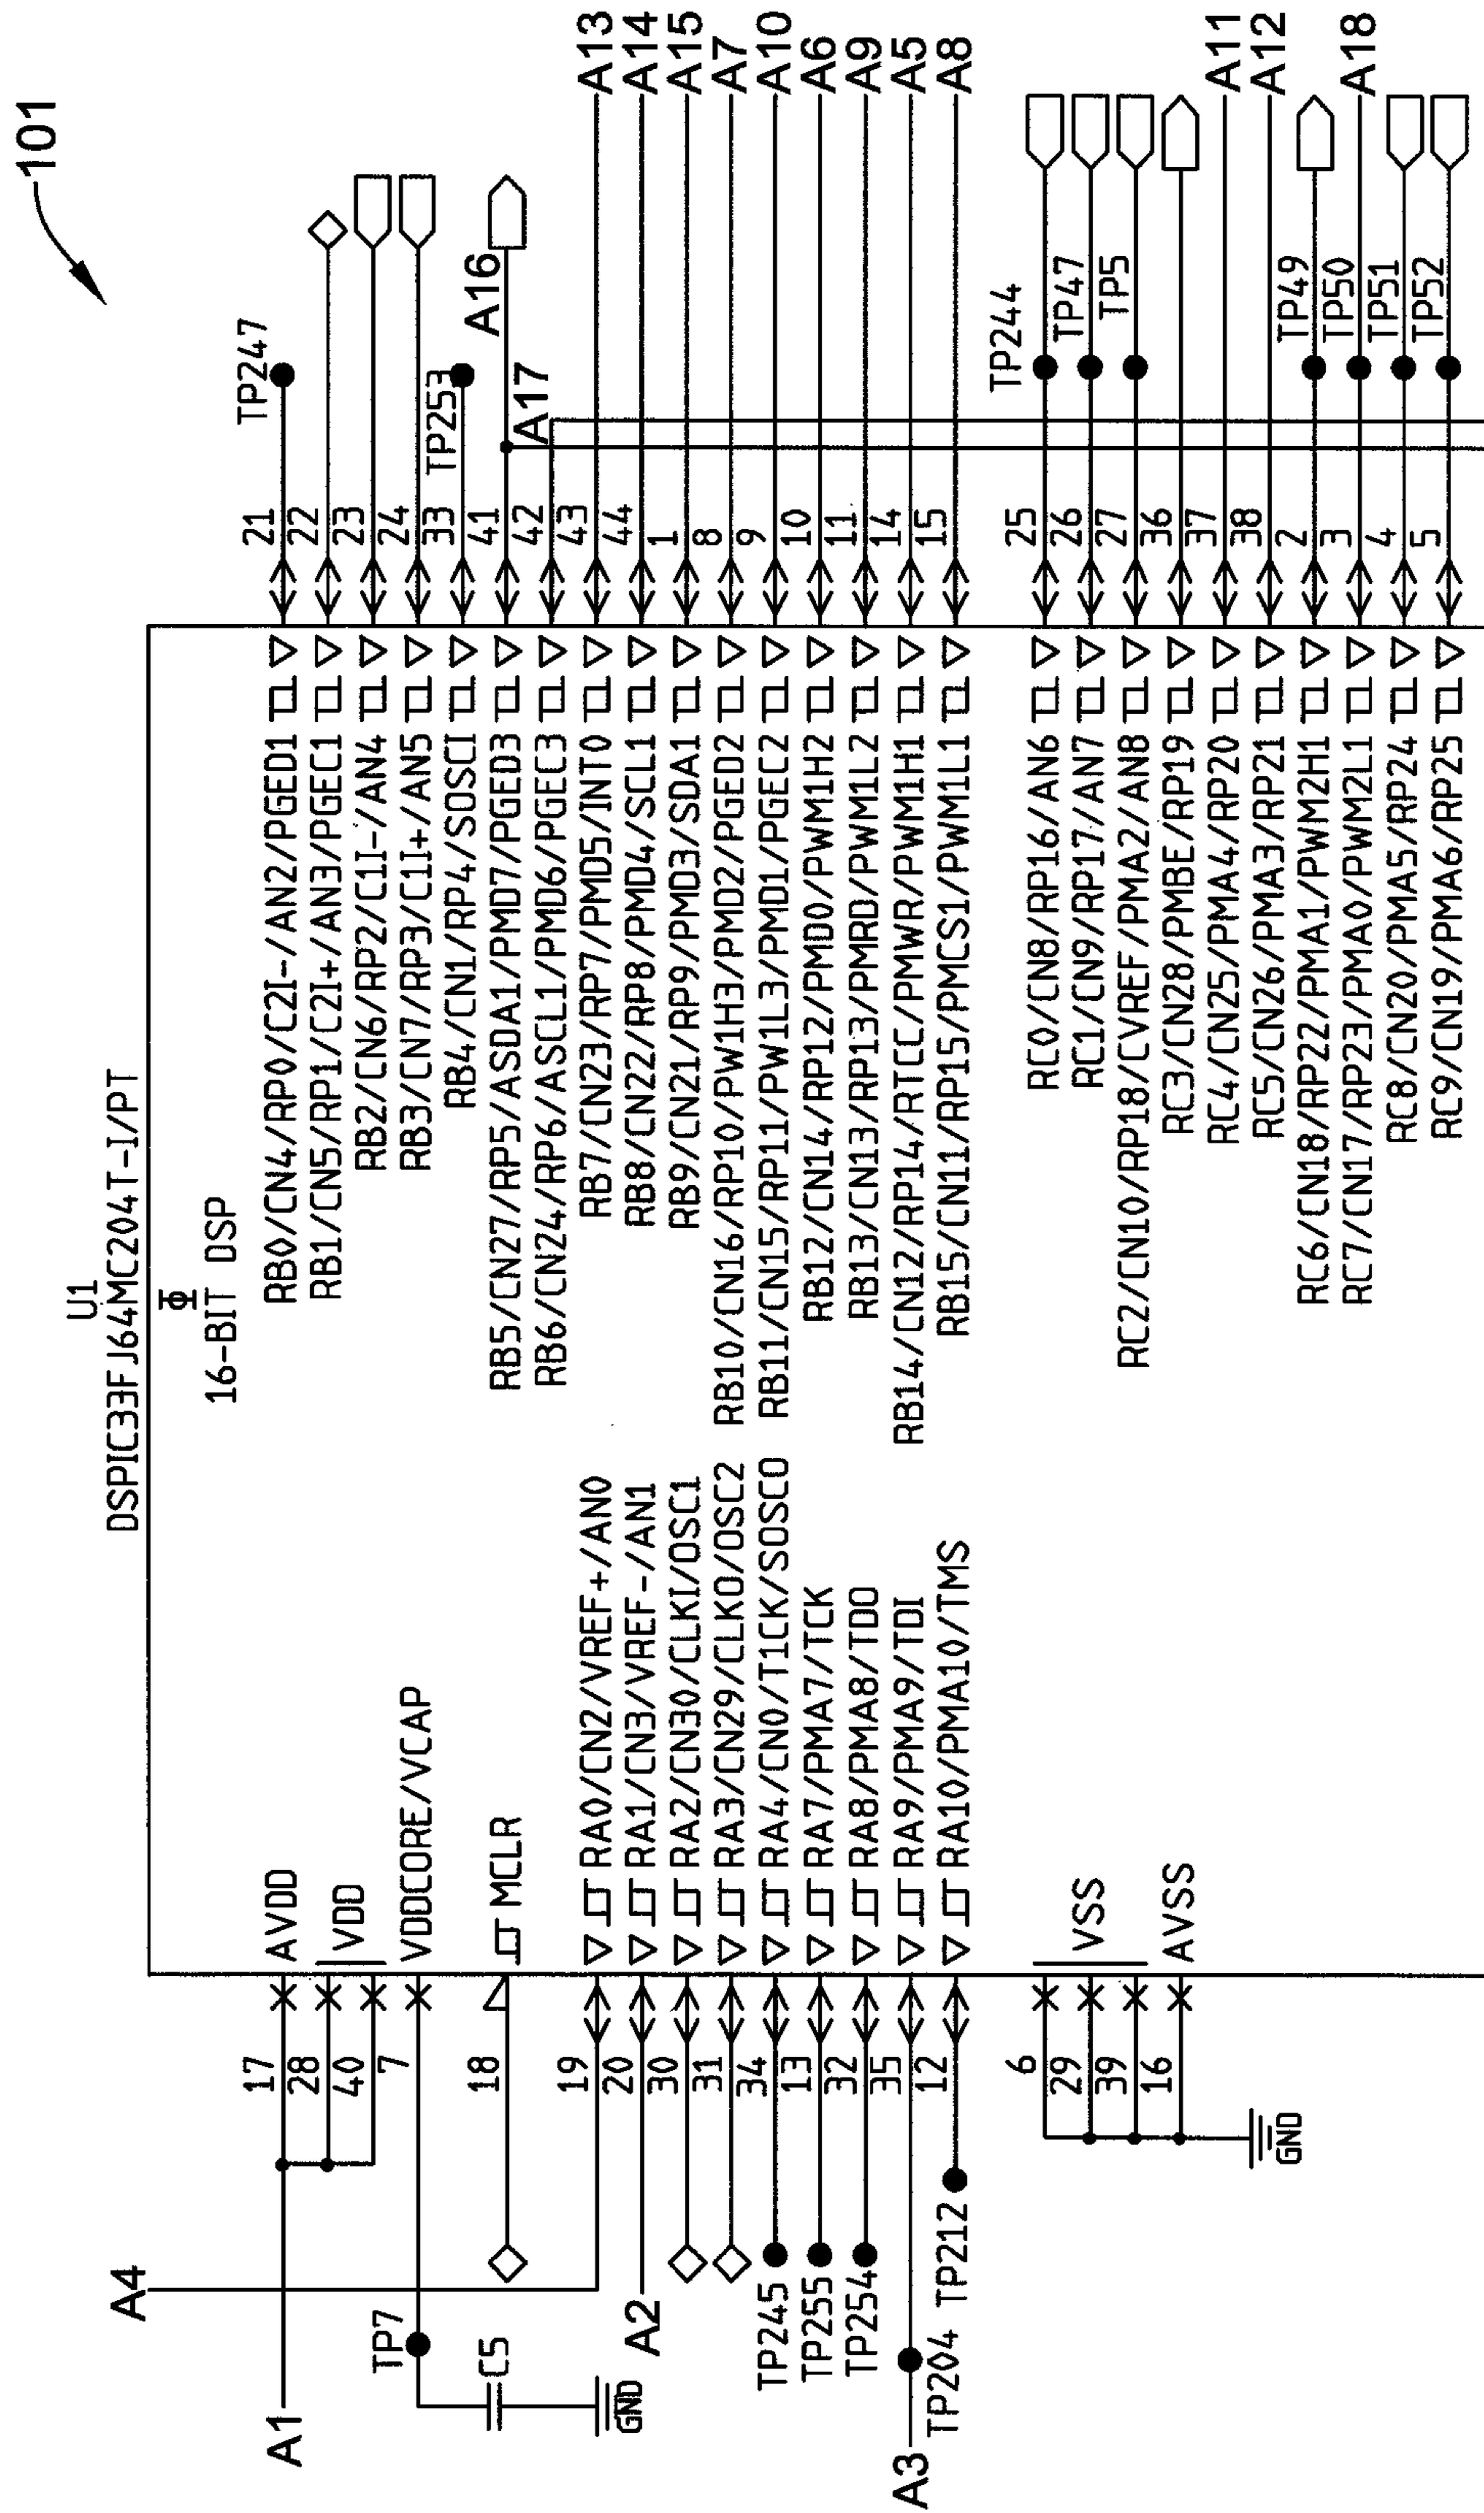 101
U1
DSPIC33FJ64MC204T-I/PT
16-BIT DSP
A4
A1
17 AVDD
28 VDD
40
TP7
7 VDDCORE/VCAP
C5
GND
18 MCLR
19 RA0/CN2/VREF+/AN0
A2
20 RA1/CN3/VREF-/AN1
30 RA2/CN30/CLKI/OSC1
31 RA3/CN29/CLKO/OSC2
TP245 34 RA4/CN0/T1CK/SOSCO
TP255 13 RA7/PMA7/TCK
TP254 32 RA8/PMA8/TDO
A3 TP204 35 RA9/PMA9/TDI
TP212 12 RA10/PMA10/TMS
6
29 VSS
39
16 AVSS
GND
RB0/CN4/RP0/C2I-/AN2/PGED1 21 TP247
RB1/CN5/RP1/C2I+/AN3/PGEC1 22
RB2/CN6/RP2/C1I-/AN4 23
RB3/CN7/RP3/C1I+/AN5 24
RB4/CN1/RP4/SOSCI 33 TP253
RB5/CN27/RP5/ASDA1/PMD7/PGED3 41 A16
RB6/CN24/RP6/ASCL1/PMD6/PGEC3 42 A17
RB7/CN23/RP7/PMD5/INT0 43 A13
RB8/CN22/RP8/PMD4/SCL1 44 A14
RB9/CN21/RP9/PMD3/SDA1 1 A15
RB10/CN16/RP10/PW1H3/PMD2/PGED2 8 A7
RB11/CN15/RP11/PW1L3/PMD1/PGEC2 9 A10
RB12/CN14/RP12/PMD0/PWM1H2 10 A6
RB13/CN13/RP13/PMRD/PWM1L2 11 A9
RB14/CN12/RP14/RTCC/PMWR/PWM1H1 14 A5
RB15/CN11/RP15/PMCS1/PWM1L1 15 A8
RC0/CN8/RP16/AN6 25 TP244
RC1/CN9/RP17/AN7 26 TP47
RC2/CN10/RP18/CVREF/PMA2/AN8 27 TP5
RC3/CN28/PMBE/RP19 36
RC4/CN25/PMA4/RP20 37 A11
RC5/CN26/PMA3/RP21 38 A12
RC6/CN18/RP22/PMA1/PWM2H1 2 TP49
RC7/CN17/RP23/PMA0/PWM2L1 3 TP50 A18
RC8/CN20/PMA5/RP24 4 TP51
RC9/CN19/PMA6/RP25 5 TP52